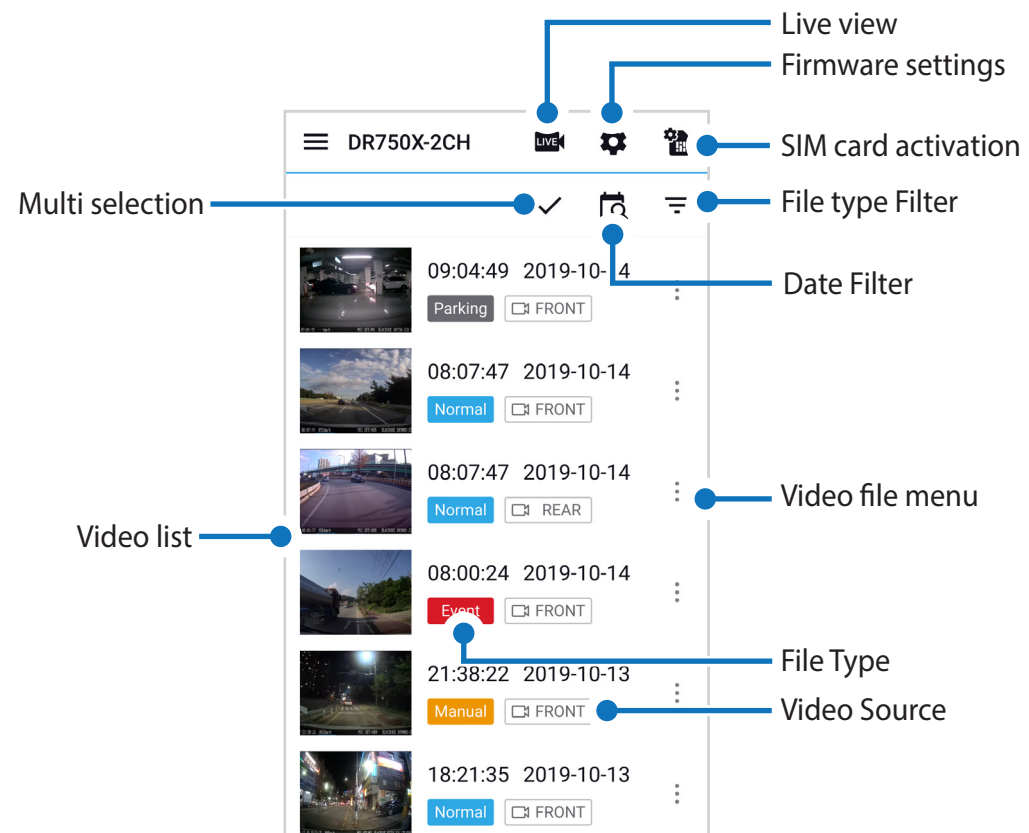 Live view
Firmware settings
DR750X-2CH
LIVE
SIM card activation
Multi selection
File type Filter
Date Filter
09:04:49 2019-10-14
Parking FRONT
08:07:47 2019-10-14
Normal FRONT
08:07:47 2019-10-14
Normal REAR
Video file menu
Video list
08:00:24 2019-10-14
Event FRONT
File Type
21:38:22 2019-10-13
Manual FRONT
Video Source
18:21:35 2019-10-13
Normal FRONT